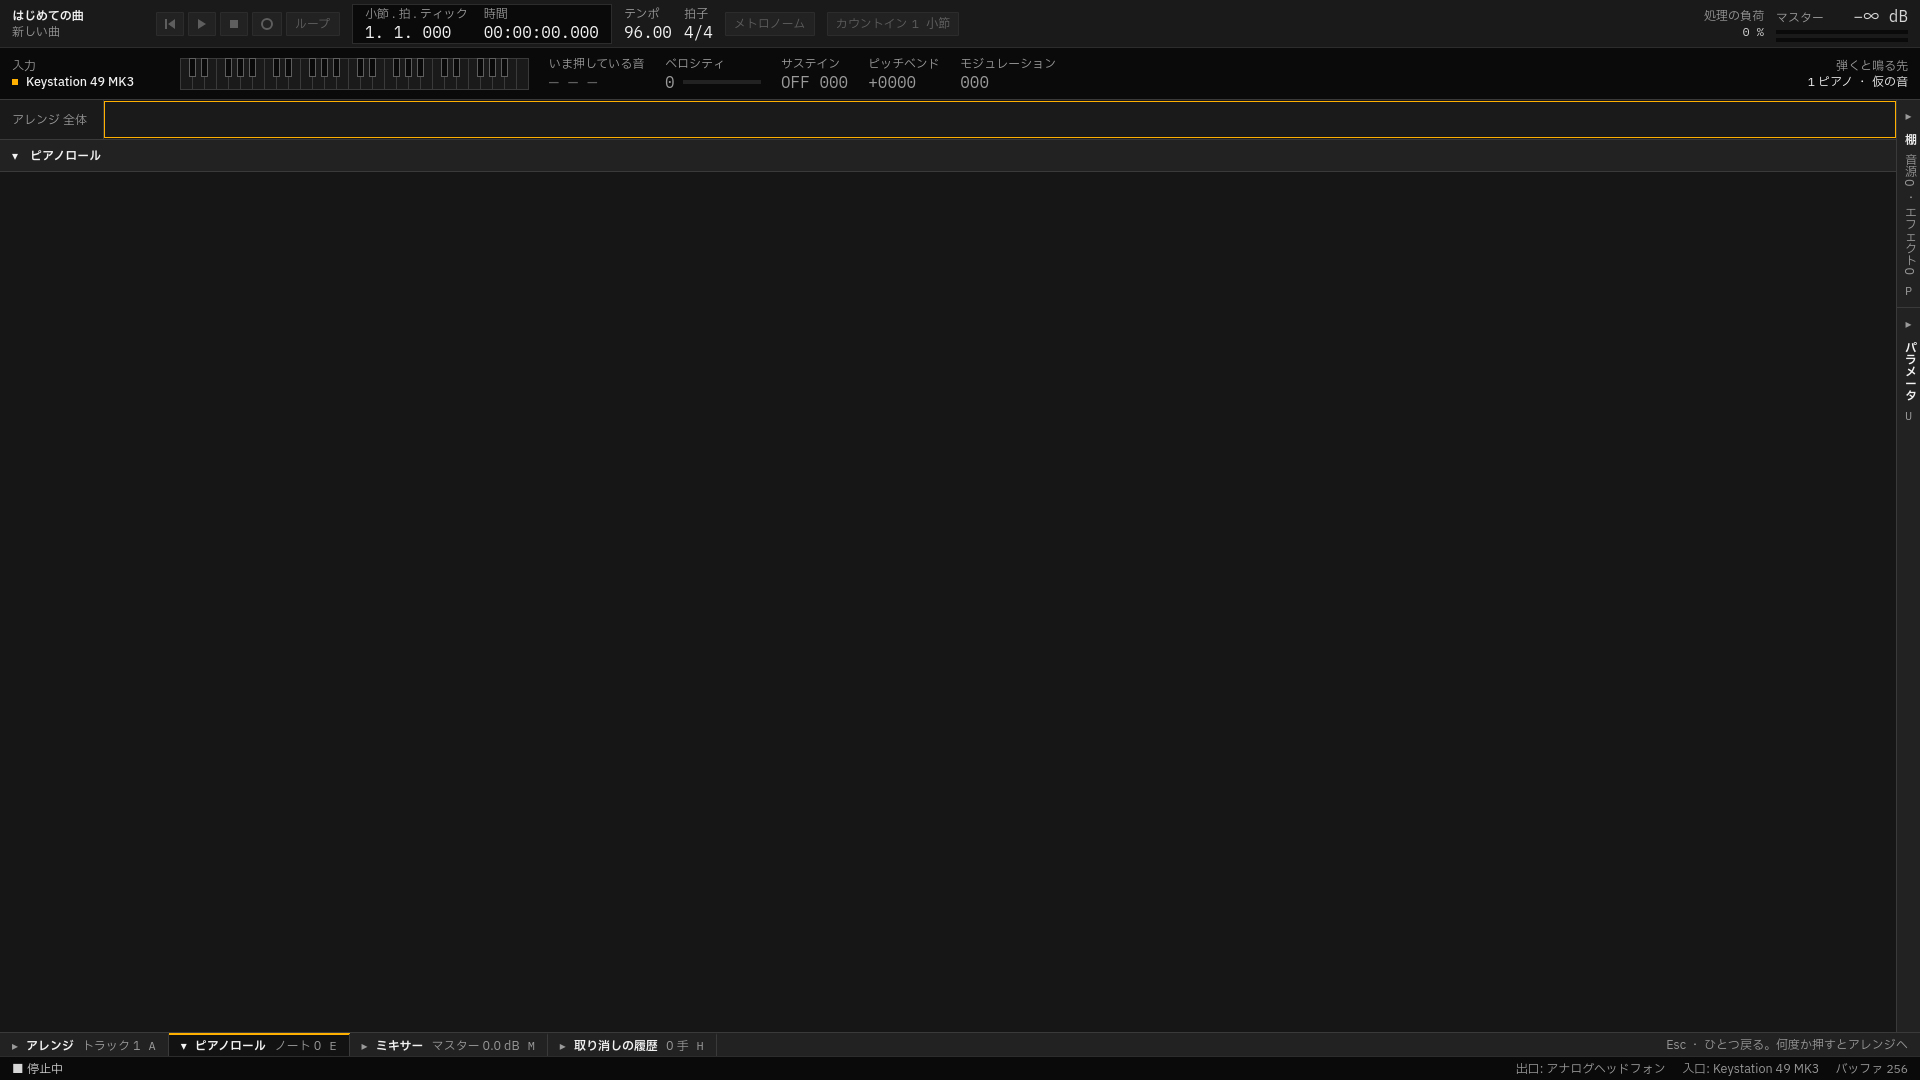 はじめての曲
新しい曲
ループ
小節 . 拍 . ティック
1. 1. 000
時間
00:00:00.000
テンポ
96.00
拍子
4/4
メトロノーム
カウントイン 1 小節
処理の負荷
0 %
マスター
−∞ dB
入力
Keystation 49 MK3
いま押している音
— — —
ベロシティ
0
サステイン
OFF 000
ピッチベンド
+0000
モジュレーション
000
弾くと鳴る先
1 ピアノ · 仮の音
アレンジ 全体
▼ ピアノロール
▶ 棚 音源0 · エフェクト0 P
▶ パラメータ U
▶ アレンジ トラック 1 A
▼ ピアノロール ノート 0 E
▶ ミキサー マスター 0.0 dB M
▶ 取り消しの履歴 0 手 H
Esc · ひとつ戻る。何度か押すとアレンジへ
■ 停止中
出口: アナログヘッドフォン
入口: Keystation 49 MK3
バッファ 256